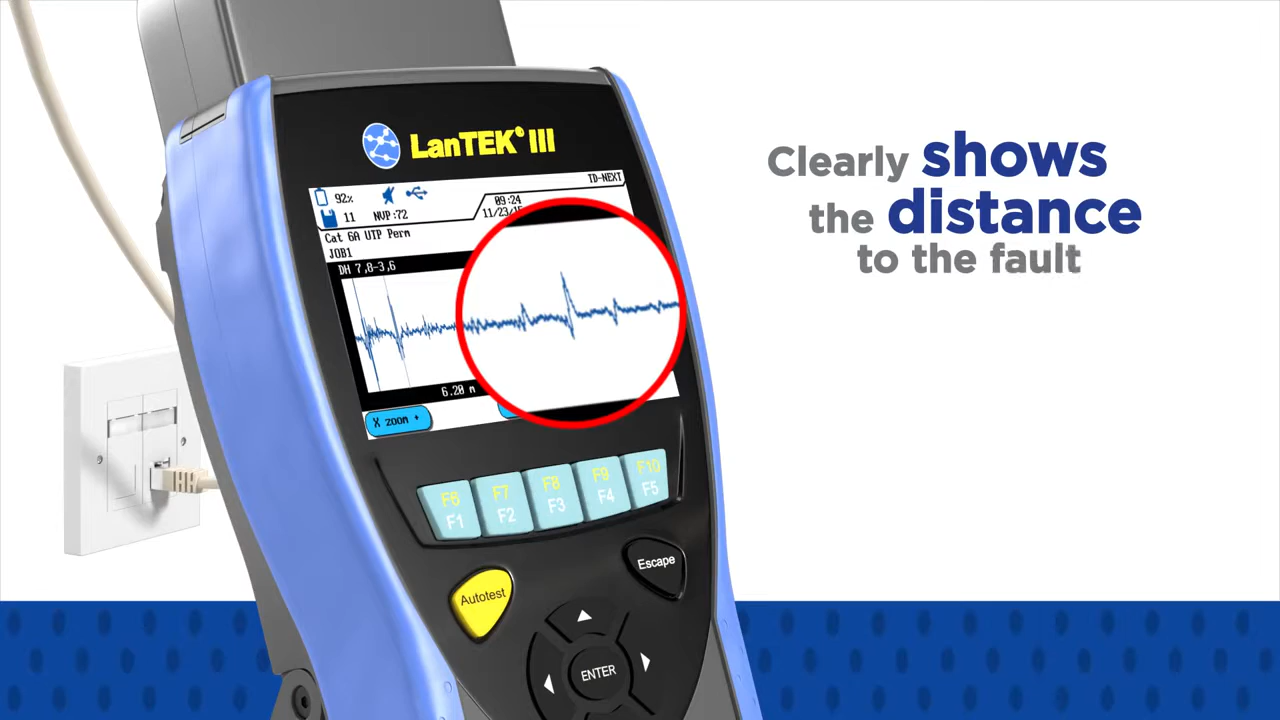 LanTEK® III
92%
TD-NEXT
11
NVP:72
09:24
Cat 6A UTP Perm
JOB1
DH 7,8-3,6
6.20 m
X ZOOM +
F6 F7 F8 F9 F10
F1 F2 F3 F4 F5
Autotest
Escape
ENTER
Clearly shows
the distance
to the fault